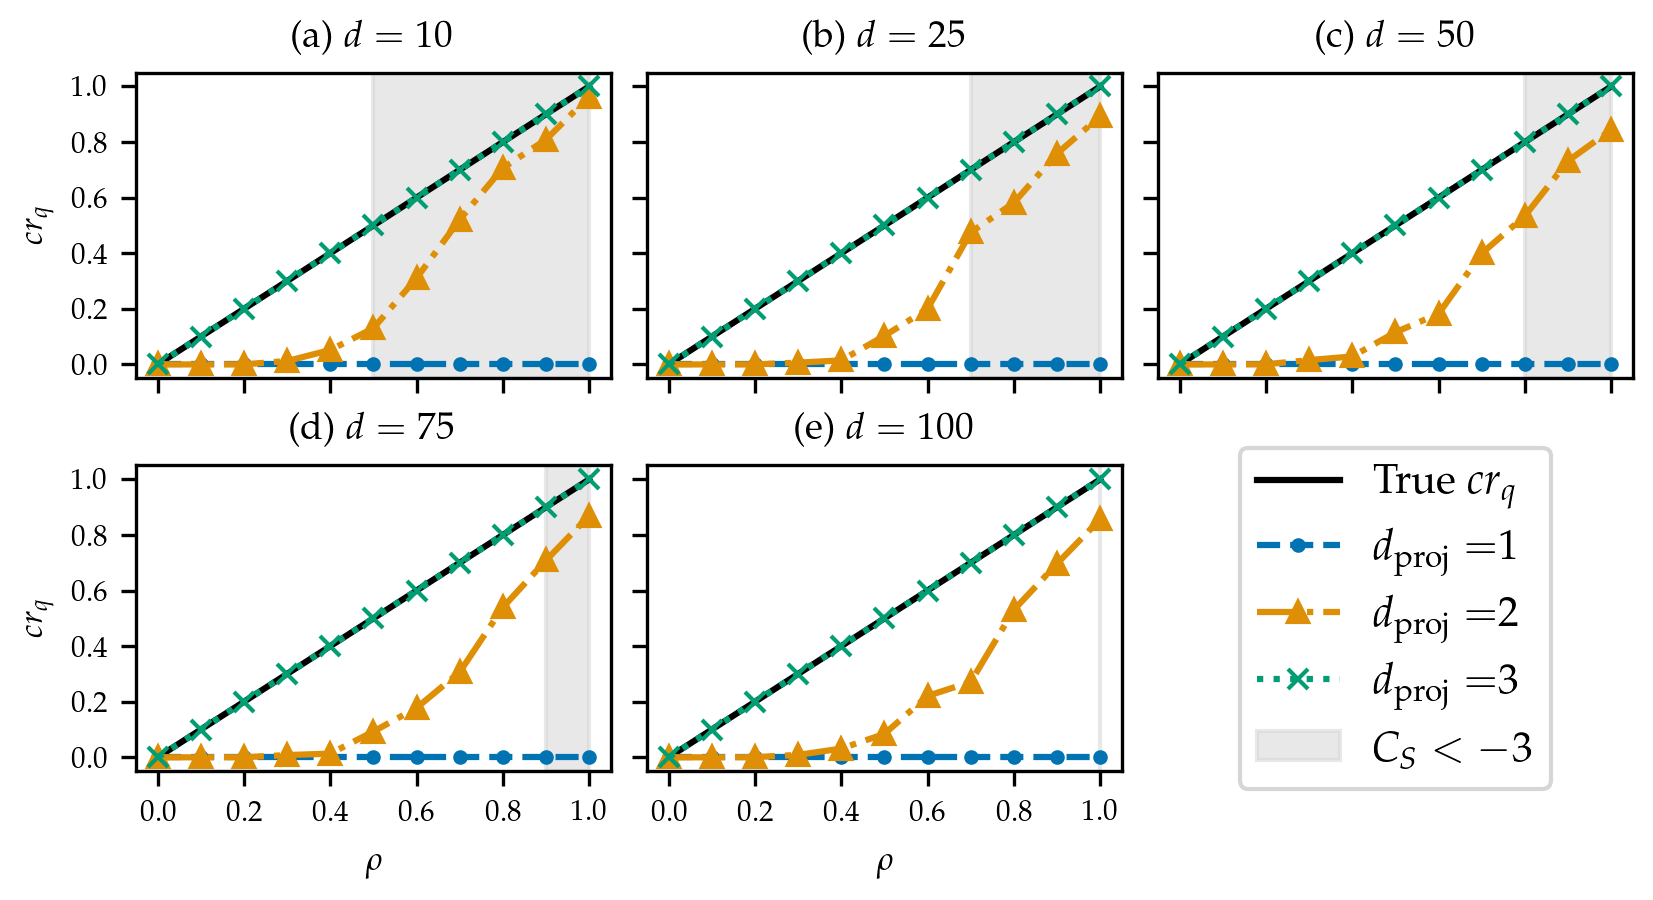 (a) d = 10
(b) d = 25
(c) d = 50
1.0
0.8
0.6
0.4
0.2
0.0
cr_q
(d) d = 75
(e) d = 100
1.0
0.8
0.6
0.4
0.2
0.0
cr_q
0.0 0.2 0.4 0.6 0.8 1.0
0.0 0.2 0.4 0.6 0.8 1.0
ρ
ρ
True cr_q
d_proj =1
d_proj =2
d_proj =3
C_S < −3